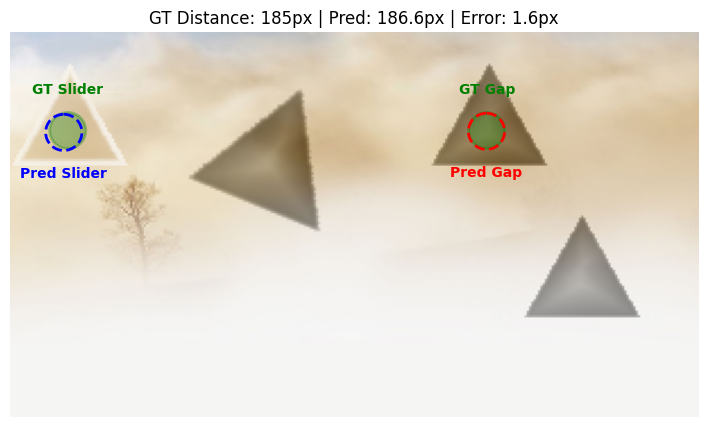 GT Distance: 185px | Pred: 186.6px | Error: 1.6px
GT Slider
GT Gap
Pred Slider
Pred Gap